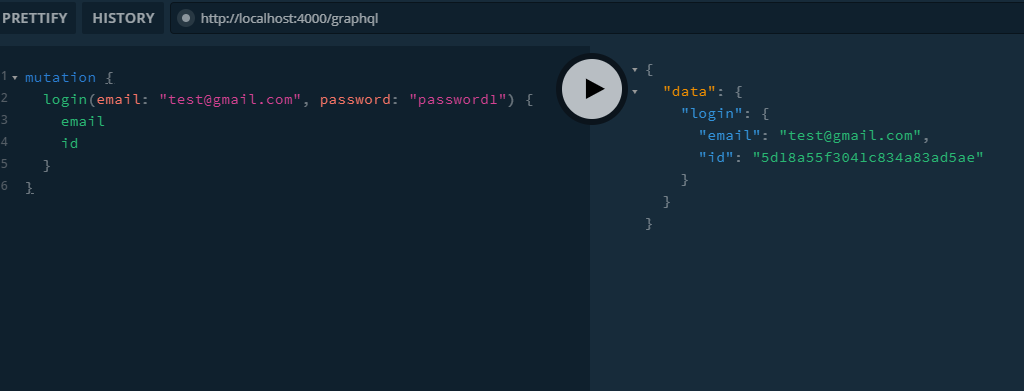 PRETTIFY HISTORY http://localhost:4000/graphql
1 mutation {
2 login(email: "test@gmail.com", password: "password1") {
3 email
4 id
5 }
6 }
{
"data": {
"login": {
"email": "test@gmail.com",
"id": "5d18a55f3041c834a83ad5ae"
}
}
}